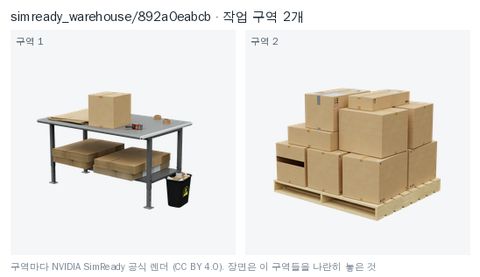 simready_warehouse/892a0eabcb · 작업 구역 2개
구역 1
구역 2
구역마다 NVIDIA SimReady 공식 렌더 (CC BY 4.0). 장면은 이 구역들을 나란히 놓은 것